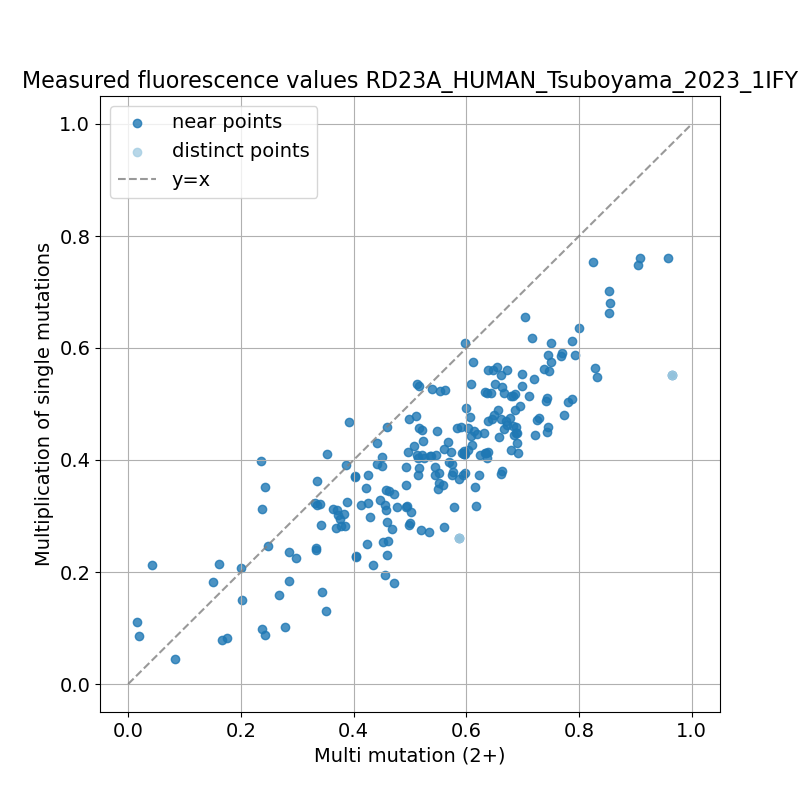 Measured fluorescence values RD23A_HUMAN_Tsuboyama_2023_1IFY
near points
distinct points
y=x
1.0
0.8
0.6
0.4
0.2
0.0
Multiplication of single mutations
0.0 0.2 0.4 0.6 0.8 1.0
Multi mutation (2+)